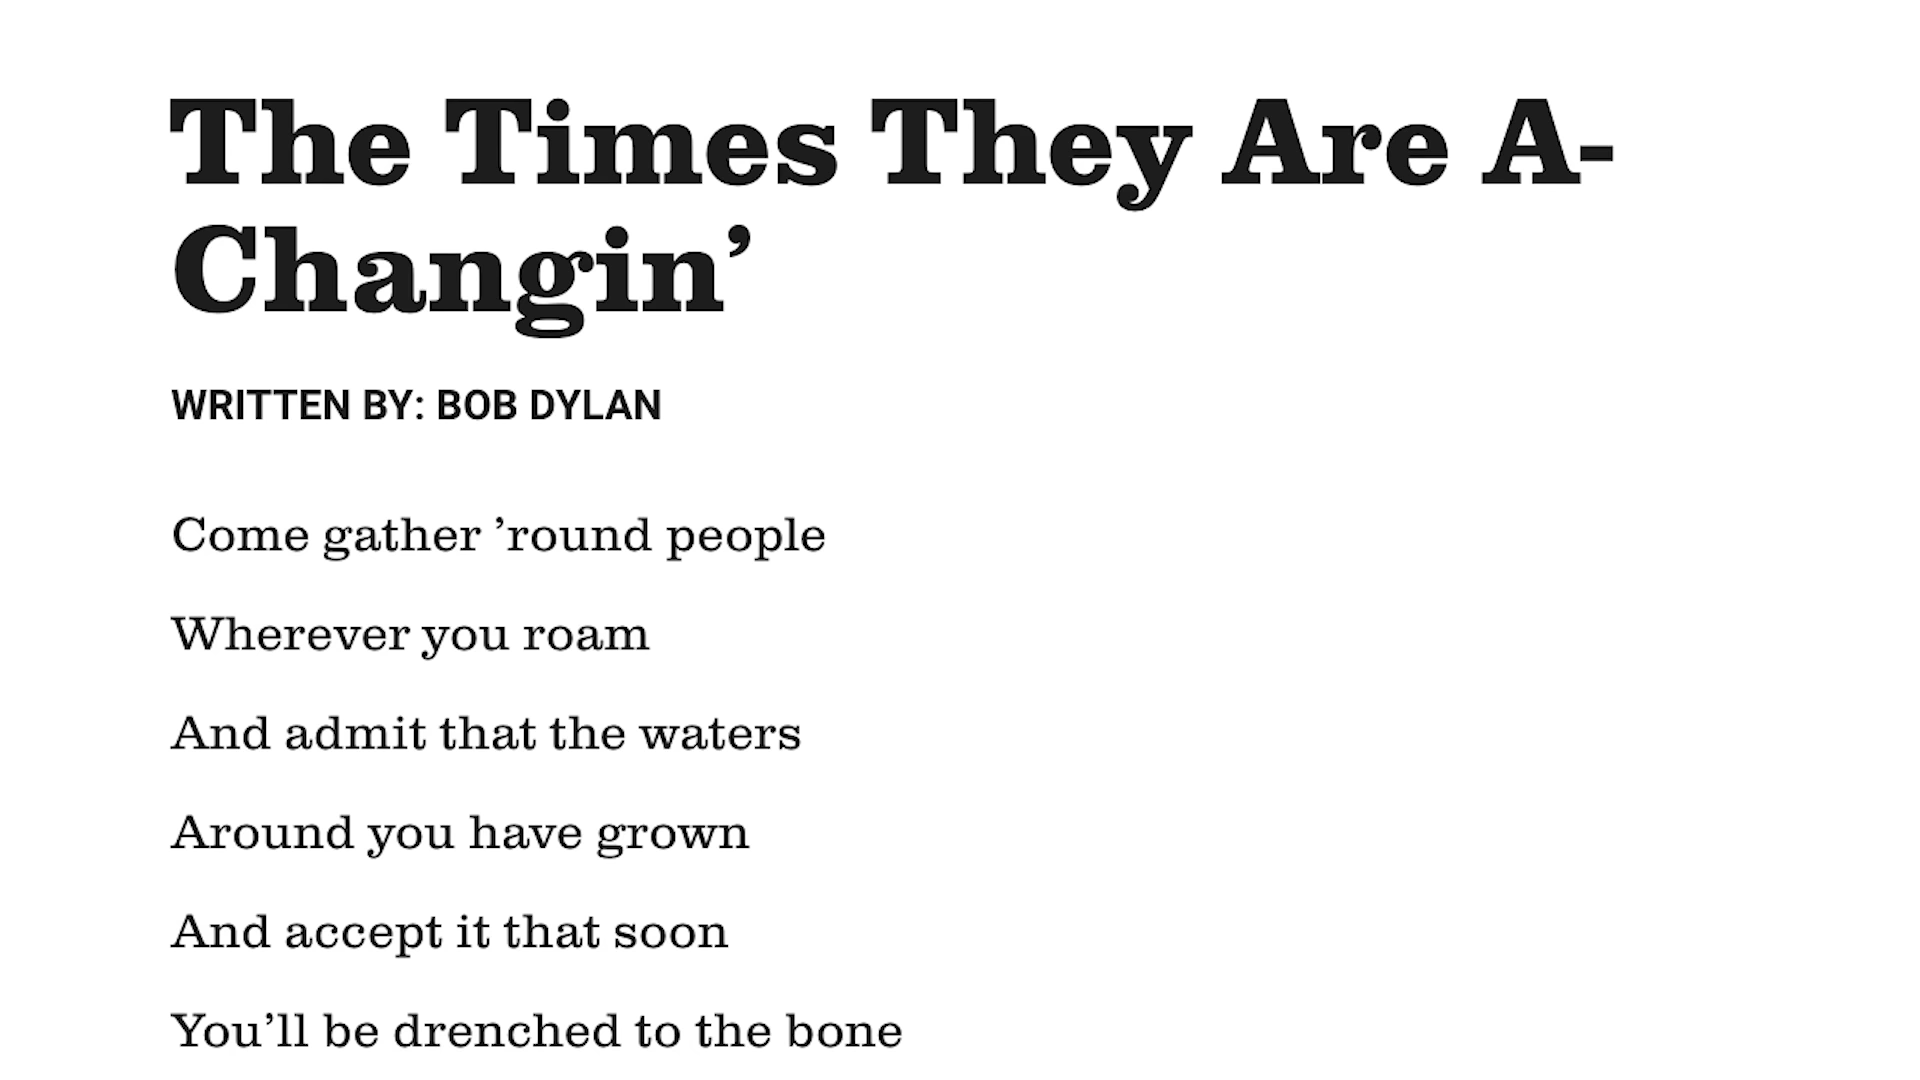 The Times They Are A-
Changin’
WRITTEN BY: BOB DYLAN
Come gather ’round people
Wherever you roam
And admit that the waters
Around you have grown
And accept it that soon
You’ll be drenched to the bone